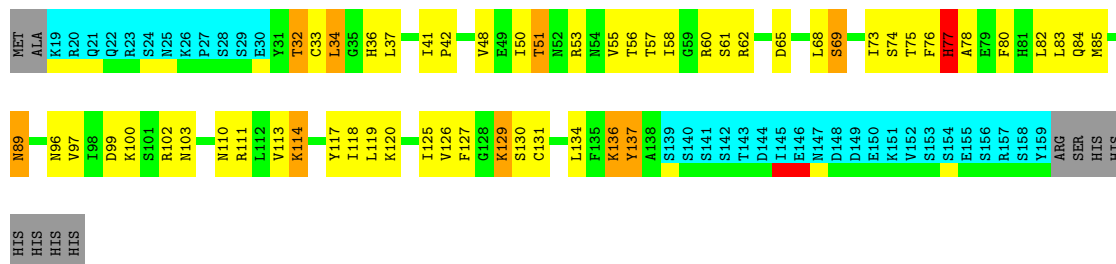 MET ALA K19 R20 Q21 Q22 R23 S24 N25 K26 P27 S28 S29 E30 Y31 T32 C33 L34 G35 H36 L37 I41 P42 V48 E49 I50 T51 N52 R53 N54 V55 T56 T57 I58 G59 R60 S61 R62 D65 L68 S69 I73 S74 T75 F76 H77 A78 E79 F80 H81 L82 L83 Q84 M85
N89 N96 V97 I98 D99 K100 S101 R102 N103 N110 R111 L112 V113 K114 Y117 I118 L119 K120 I125 V126 F127 G128 K129 S130 C131 L134 F135 K136 Y137 A138 S139 S140 S141 S142 T143 D144 I145 E146 N147 D148 D149 E150 K151 V152 S153 S154 E155 S156 R157 S158 Y159 ARG SER HIS HIS
HIS HIS HIS HIS